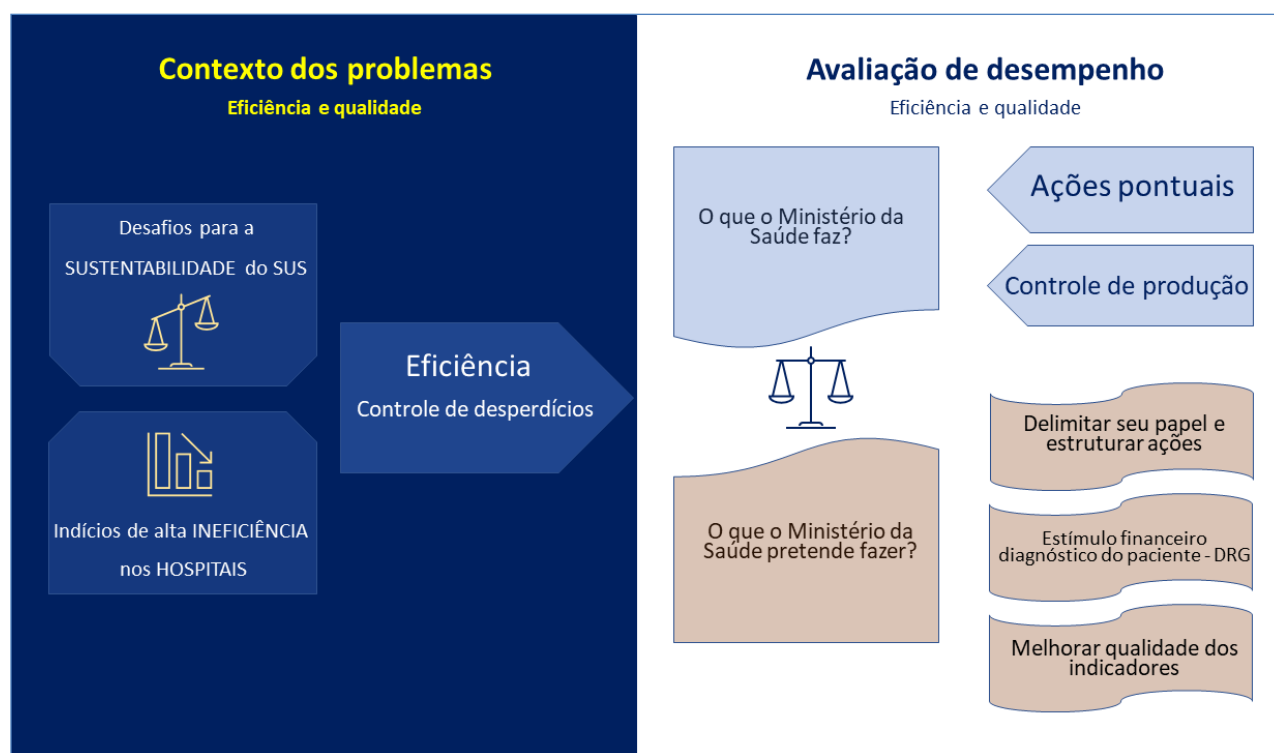 Contexto dos problemas
Eficiência e qualidade
Desafios para a
SUSTENTABILIDADE do SUS
Indícios de alta INEFICIÊNCIA
nos HOSPITAIS
Eficiência
Controle de desperdícios
Avaliação de desempenho
Eficiência e qualidade
O que o Ministério da
Saúde faz?
Ações pontuais
Controle de produção
O que o Ministério da
Saúde pretende fazer?
Delimitar seu papel e
estruturar ações
Estímulo financeiro
diagnóstico do paciente - DRG
Melhorar qualidade dos
indicadores